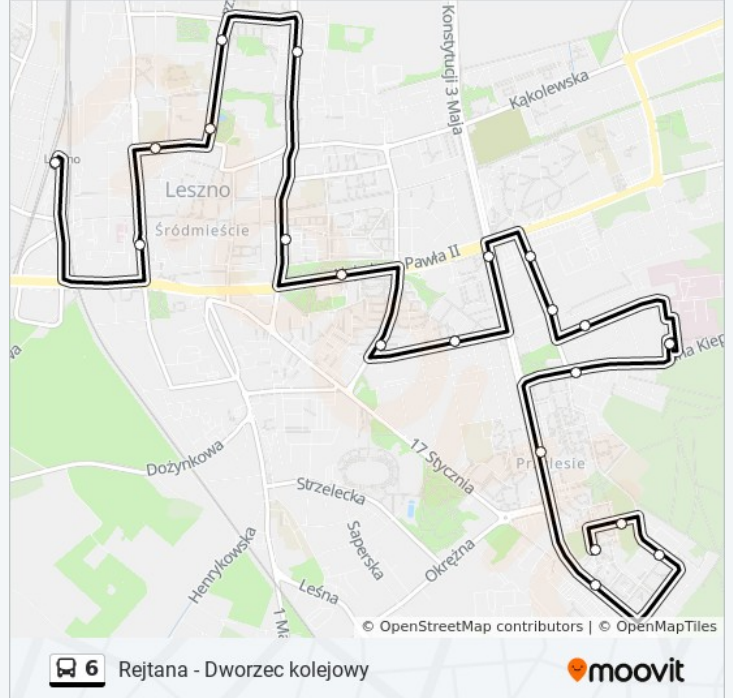 Konstytucji 3 Maja
Kąkolewska
Leszno
Śródmieście
Pawła II
17 Stycznia
Dożynkowa
Strzelecka
Saperska
Okrężna
Henrykowska
Leśna
© OpenStreetMap contributors | © OpenMapTiles
6 Rejtana - Dworzec kolejowy
moovit